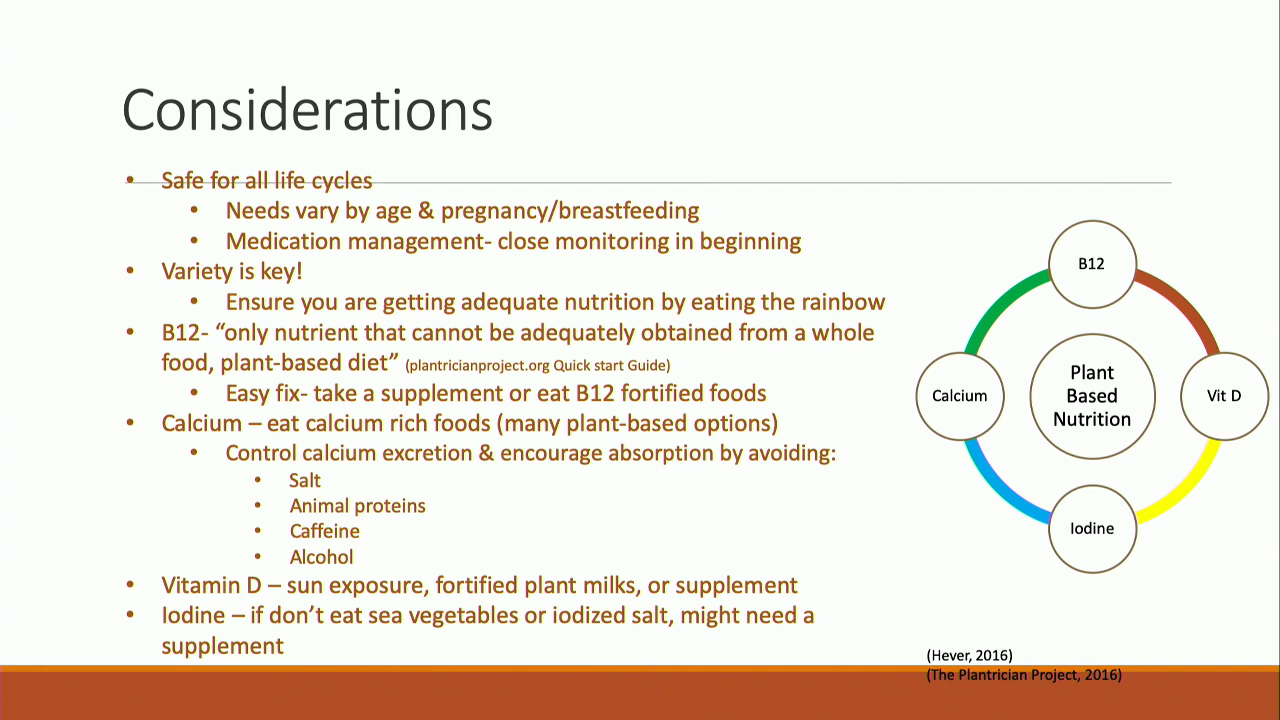 Considerations
• Safe for all life cycles
• Needs vary by age & pregnancy/breastfeeding
• Medication management- close monitoring in beginning
• Variety is key!
• Ensure you are getting adequate nutrition by eating the rainbow
• B12- “only nutrient that cannot be adequately obtained from a whole
food, plant-based diet” (plantricianproject.org Quick start Guide)
• Easy fix- take a supplement or eat B12 fortified foods
• Calcium – eat calcium rich foods (many plant-based options)
• Control calcium excretion & encourage absorption by avoiding:
• Salt
• Animal proteins
• Caffeine
• Alcohol
• Vitamin D – sun exposure, fortified plant milks, or supplement
• Iodine – if don’t eat sea vegetables or iodized salt, might need a
supplement
B12
Plant
Based
Nutrition
Calcium
Vit D
Iodine
(Hever, 2016)
(The Plantrician Project, 2016)